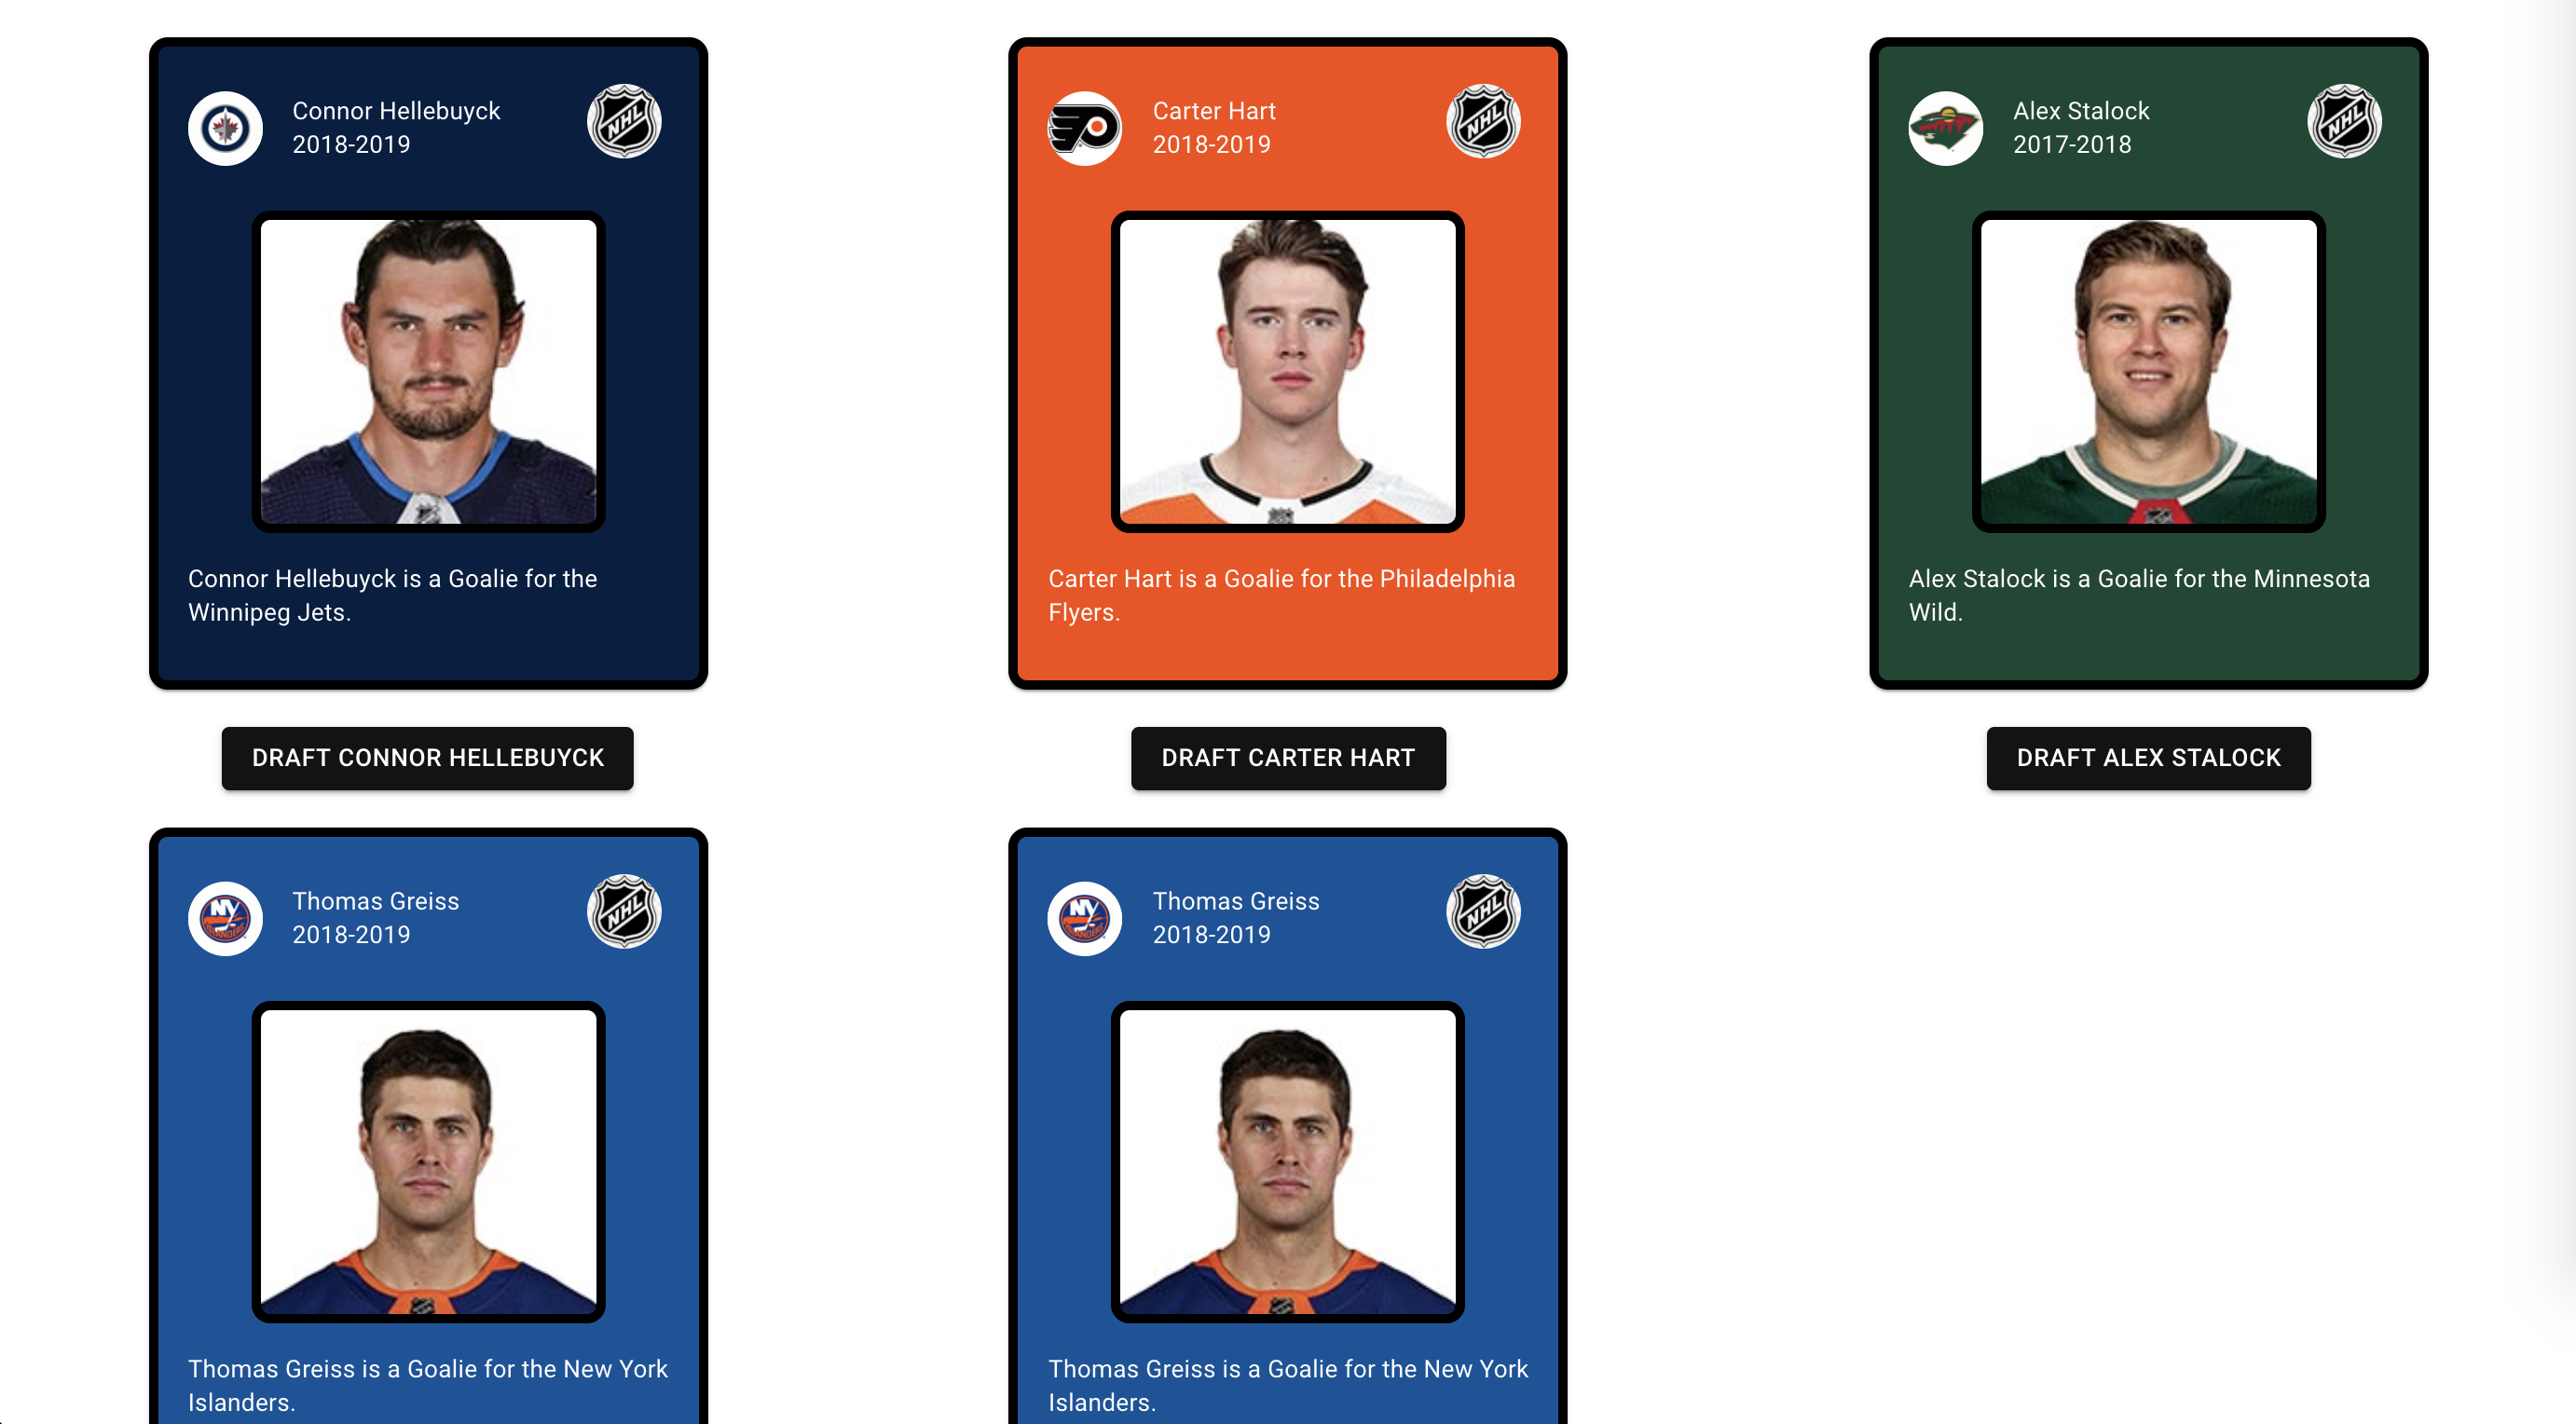 Connor Hellebuyck
2018-2019
NHL
Connor Hellebuyck is a Goalie for the
Winnipeg Jets.
DRAFT CONNOR HELLEBUYCK
Carter Hart
2018-2019
NHL
Carter Hart is a Goalie for the Philadelphia
Flyers.
DRAFT CARTER HART
Alex Stalock
2017-2018
NHL
Alex Stalock is a Goalie for the Minnesota
Wild.
DRAFT ALEX STALOCK
NY
ISLANDERS
Thomas Greiss
2018-2019
NHL
Thomas Greiss is a Goalie for the New York
Islanders.
NY
ISLANDERS
Thomas Greiss
2018-2019
NHL
Thomas Greiss is a Goalie for the New York
Islanders.